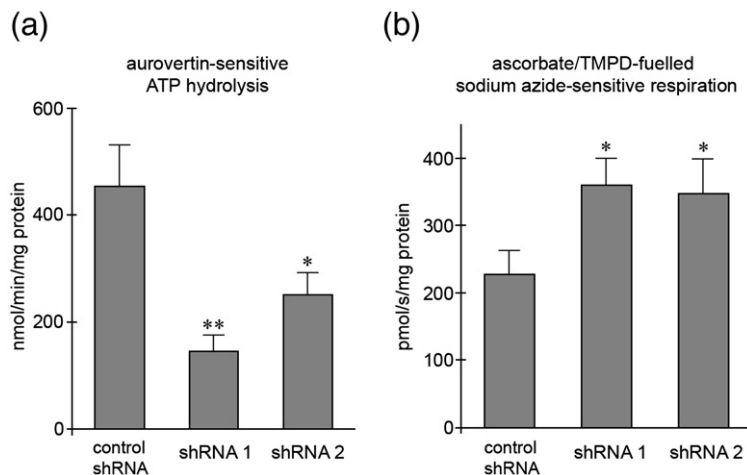 (a)
aurovertin-sensitive
ATP hydrolysis
nmol/min/mg protein
600
400
200
0
**
*
control
shRNA
shRNA 1
shRNA 2
(b)
ascorbate/TMPD-fuelled
sodium azide-sensitive respiration
pmol/s/mg protein
400
300
200
100
0
*
*
control
shRNA
shRNA 1
shRNA 2